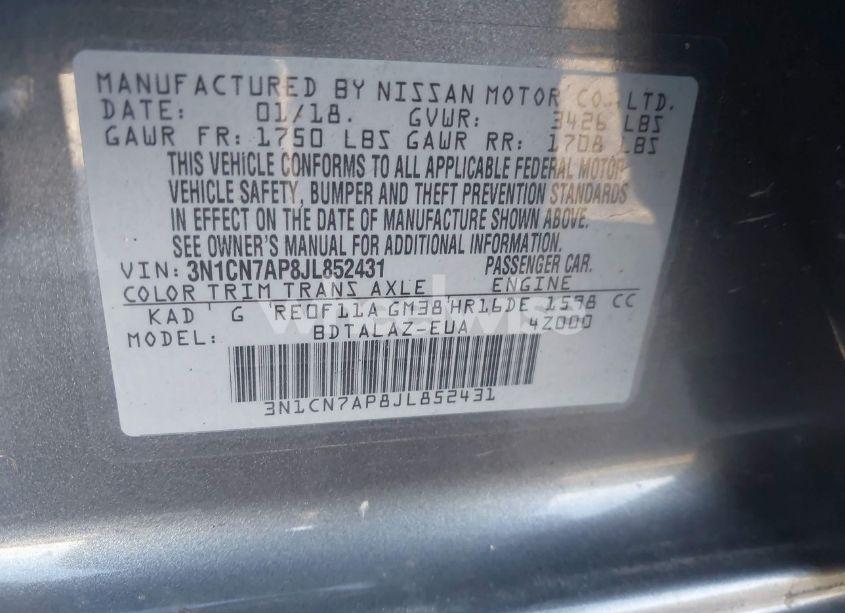 MANUFACTURED BY NISSAN MOTOR CO., LTD.
DATE: 01/18. GVWR: 3426 LBS
GAWR FR: 1750 LBS GAWR RR: 1708 LBS
THIS VEHICLE CONFORMS TO ALL APPLICABLE FEDERAL MOTOR
VEHICLE SAFETY, BUMPER AND THEFT PREVENTION STANDARDS
IN EFFECT ON THE DATE OF MANUFACTURE SHOWN ABOVE.
SEE OWNER'S MANUAL FOR ADDITIONAL INFORMATION.
VIN: 3N1CN7AP8JL852431 PASSENGER CAR.
COLOR TRIM TRANS AXLE ENGINE
KAD G RE0F11A GM38 HR16DE 1598 CC
MODEL: BDTALAZ-EUA 4Z000
3N1CN7AP8JL852431